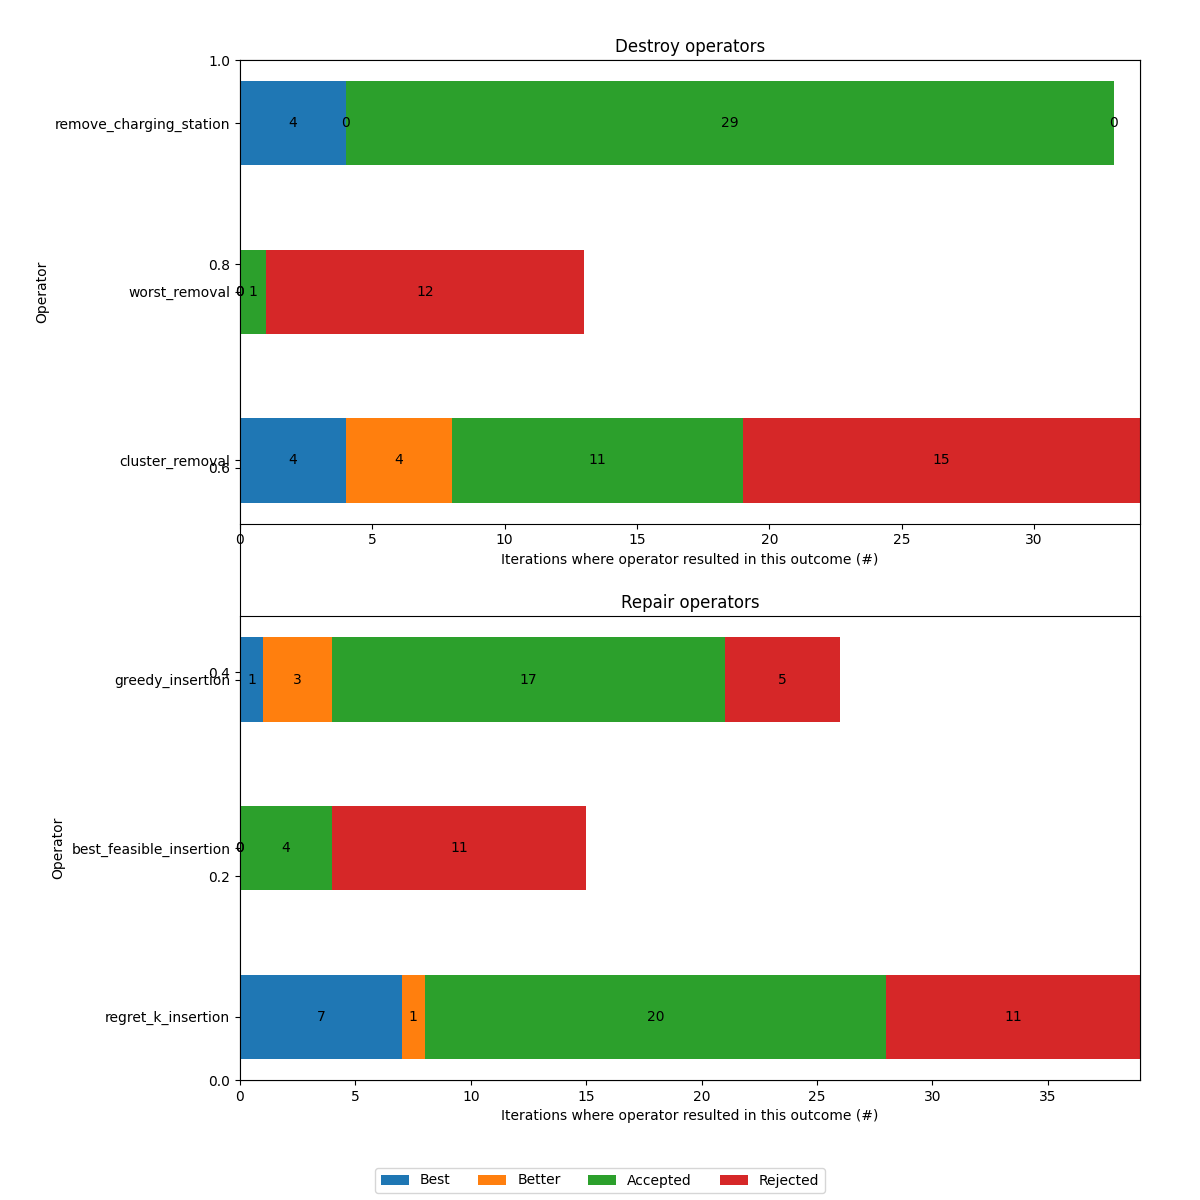 Destroy operators
1.0
remove_charging_station 4 0 29 0
0.8
worst_removal 0 1 12
Operator
cluster_removal 4 4 11 15
0.6
0 5 10 15 20 25 30
Iterations where operator resulted in this outcome (#)
Repair operators
0.4
greedy_insertion 1 3 17 5
Operator
best_feasible_insertion 0 4 11
0.2
regret_k_insertion 7 1 20 11
0.0
0 5 10 15 20 25 30 35
Iterations where operator resulted in this outcome (#)
Best Better Accepted Rejected